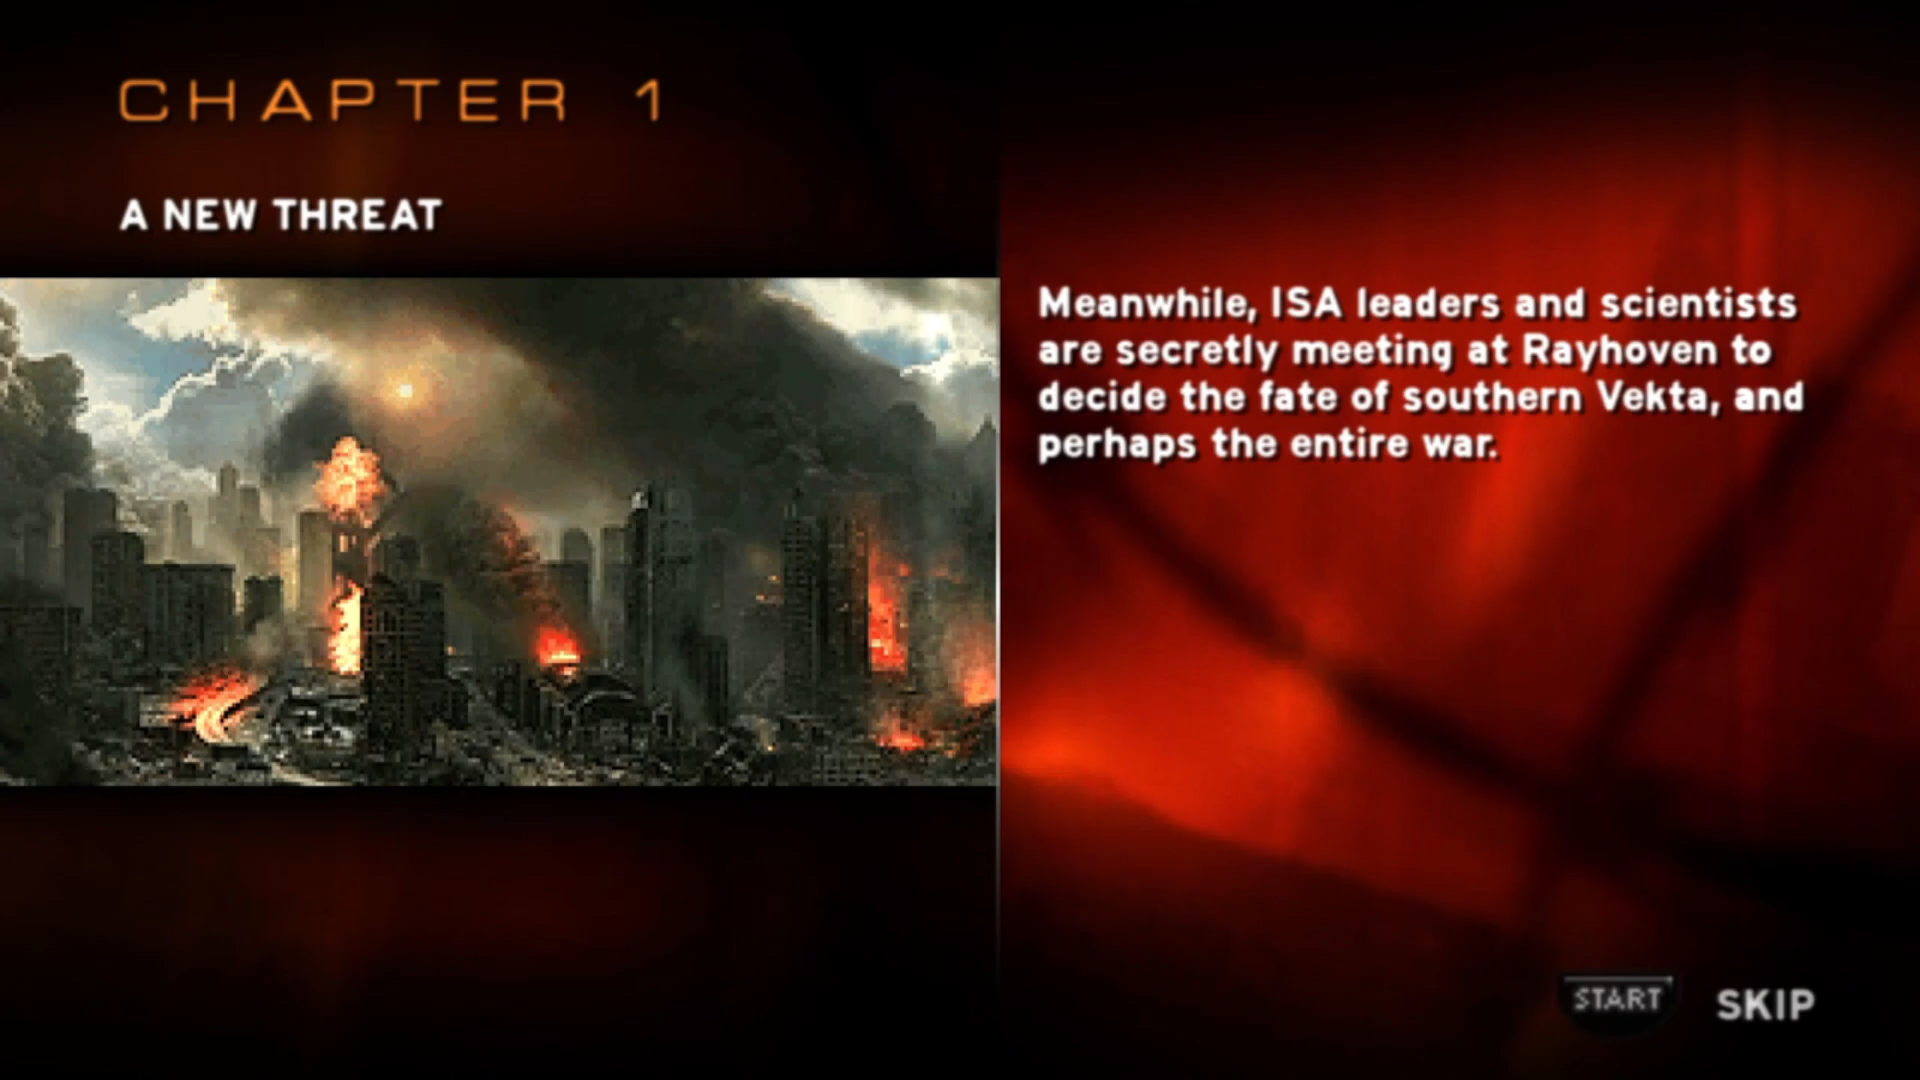 CHAPTER 1
A NEW THREAT
Meanwhile, ISA leaders and scientists
are secretly meeting at Rayhoven to
decide the fate of southern Vekta, and
perhaps the entire war.
START SKIP